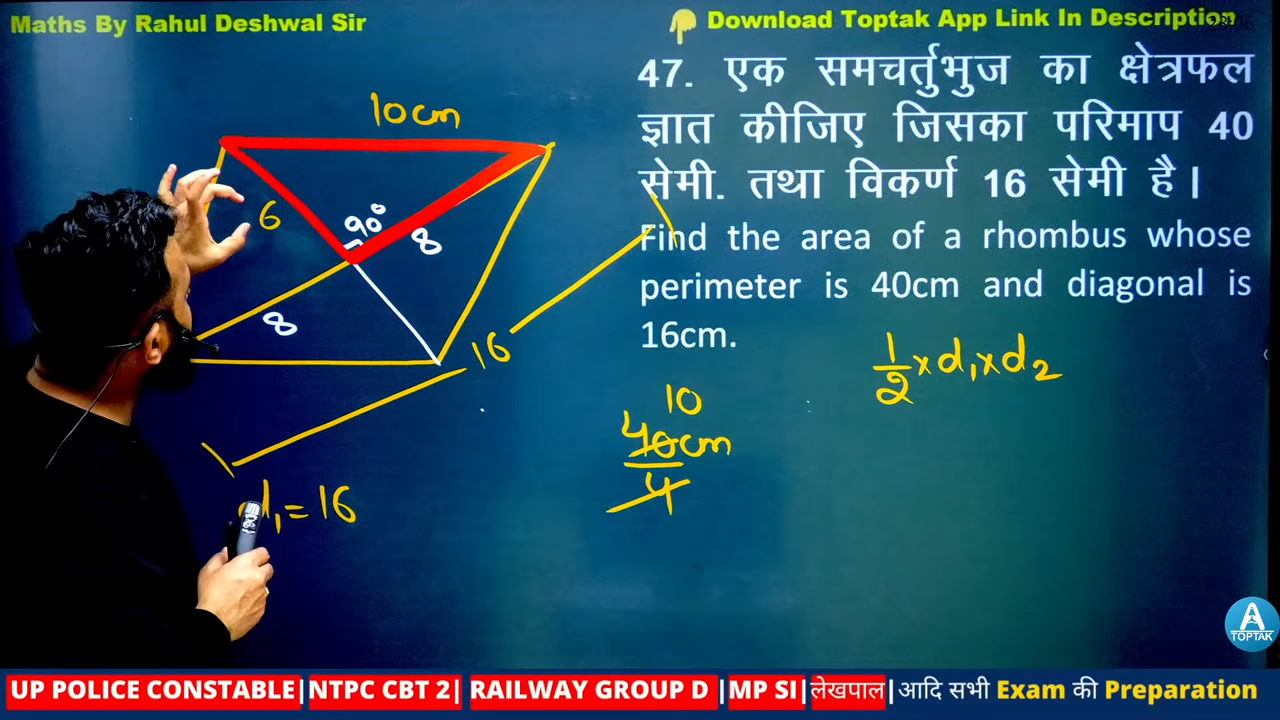 Maths By Rahul Deshwal Sir
Download Toptak App Link In Description
47. एक समचर्तुभुज का क्षेत्रफल
ज्ञात कीजिए जिसका परिमाप 40
सेमी. तथा विकर्ण 16 सेमी है।
Find the area of a rhombus whose
perimeter is 40cm and diagonal is
16cm.
10cm
6
90°
8
8
16
d₁=16
10
40cm
4
1/2 × d₁ × d₂
A
TOPTAK
UP POLICE CONSTABLE| NTPC CBT 2| RAILWAY GROUP D | MP SI| लेखपाल| आदि सभी Exam की Preparation